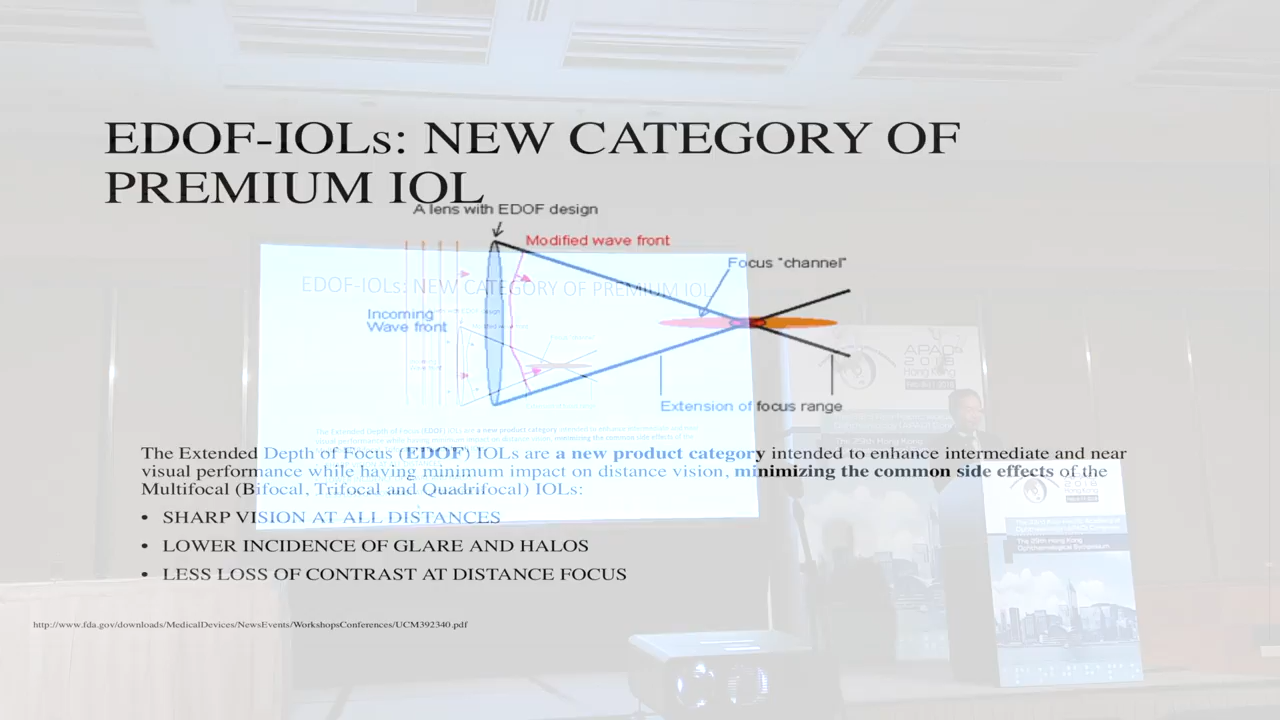 EDOF-IOLs: NEW CATEGORY OF
PREMIUM IOL
A lens with EDOF design
Modified wave front
Focus "channel"
Incoming
Wave front
Extension of focus range
The Extended Depth of Focus (EDOF) IOLs are a new product category intended to enhance intermediate and near
visual performance while having minimum impact on distance vision, minimizing the common side effects of the
Multifocal (Bifocal, Trifocal and Quadrifocal) IOLs:
• SHARP VISION AT ALL DISTANCES
• LOWER INCIDENCE OF GLARE AND HALOS
• LESS LOSS OF CONTRAST AT DISTANCE FOCUS
http://www.fda.gov/downloads/MedicalDevices/NewsEvents/WorkshopsConferences/UCM392340.pdf
EDOF-IOLs: NEW CATEGORY OF PREMIUM IOL
APAO
2018
Hong Kong
2018
Hong Kong